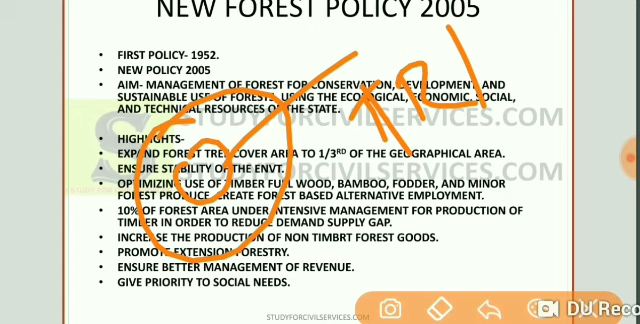 NEW FOREST POLICY 2005
• FIRST POLICY- 1952.
• NEW POLICY 2005
• AIM- MANAGEMENT OF FOREST FOR CONSERVATION, DEVELOPMENT, AND
SUSTAINABLE USE OF FORESTS, USING THE ECOLOGICAL, ECONOMIC, SOCIAL,
AND TECHNICAL RESOURCES OF THE STATE.
STUDYFORCIVILSERVICES.COM
• HIGHLIGHTS-
• EXPAND FOREST TREE COVER AREA TO 1/3RD OF THE GEOGRAPHICAL AREA.
• ENSURE STABILITY OF THE ENVT.
STUDYFORCIVILSERVICES.COM
• OPTIMIZING USE OF TIMBER FULL WOOD, BAMBOO, FODDER, AND MINOR
FOREST PRODUCE. CREATE FOREST BASED ALTERNATIVE EMPLOYMENT.
• 10% OF FOREST AREA UNDER INTENSIVE MANAGEMENT FOR PRODUCTION OF
TIMBER IN ORDER TO REDUCE DEMAND SUPPLY GAP.
• INCREASE THE PRODUCTION OF NON TIMBRT FOREST GOODS.
• PROMOTE EXTENSION FORESTRY.
• ENSURE BETTER MANAGEMENT OF REVENUE.
• GIVE PRIORITY TO SOCIAL NEEDS.
STUDYFORCIVILSERVICES.COM
DU Reco